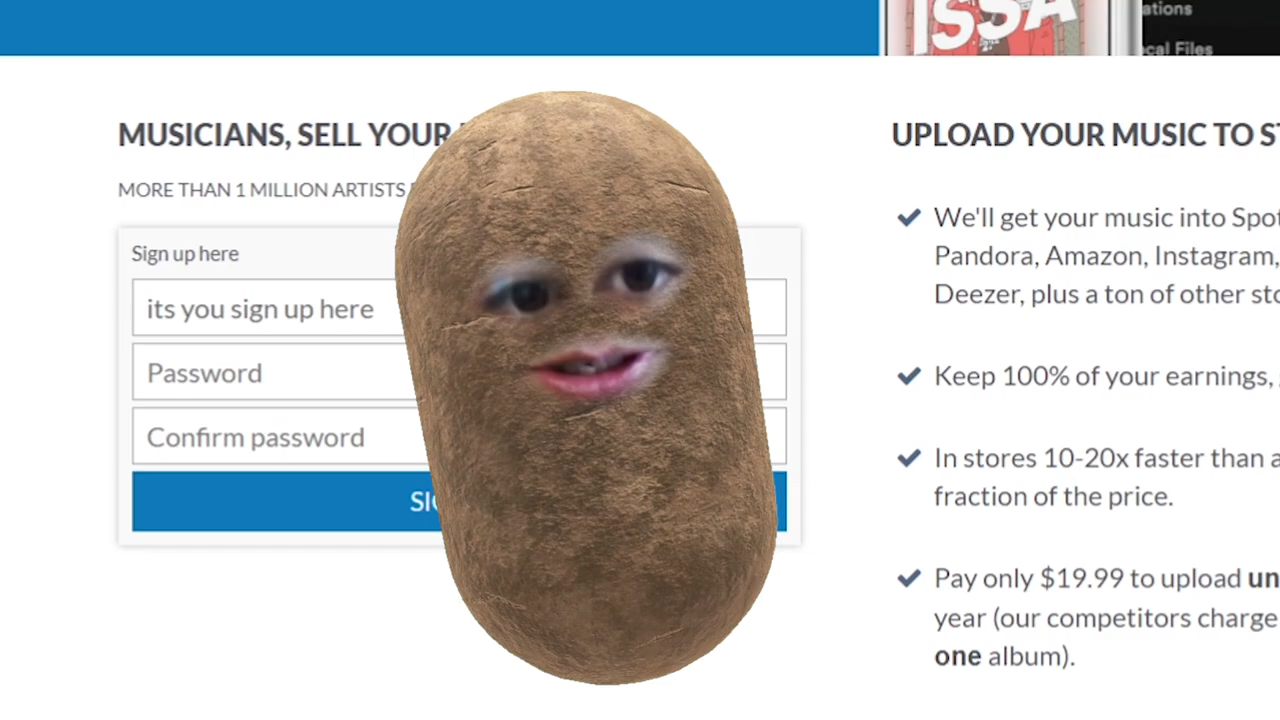 ISSA
ations
cal Files
MUSICIANS, SELL YOUR
MORE THAN 1 MILLION ARTISTS
Sign up here
its you sign up here
Password
Confirm password
UPLOAD YOUR MUSIC TO
We'll get your music into
Pandora, Amazon, Instagram,
Deezer, plus a ton of other
Keep 100% of your earnings,
In stores 10-20x faster than
fraction of the price.
Pay only $19.99 to upload
year (our competitors charge
one album).